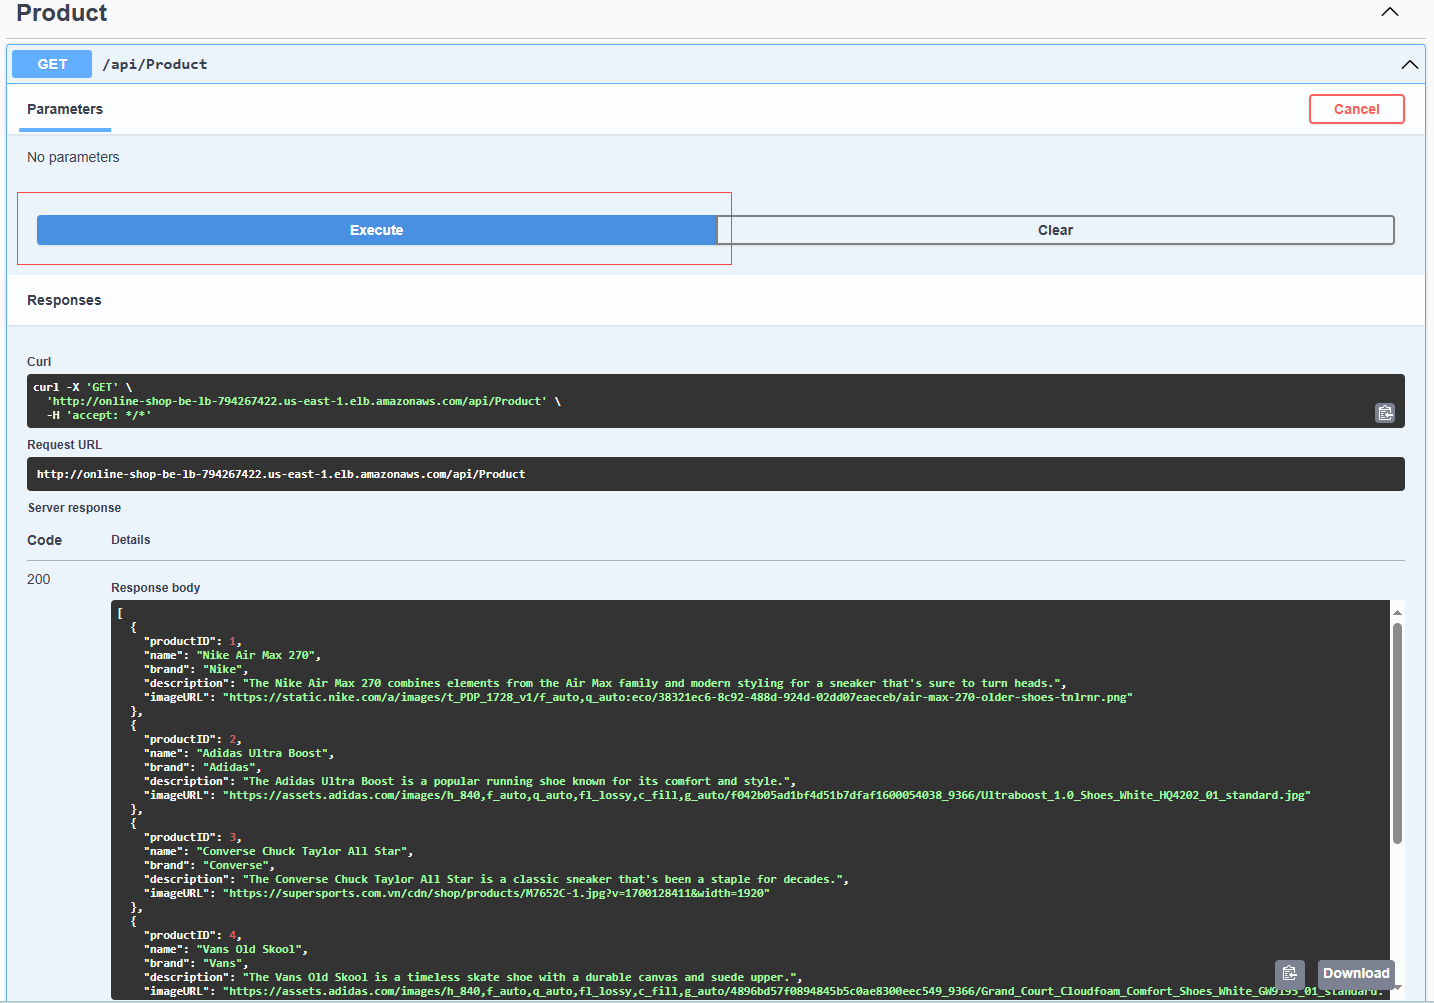 Product
GET /api/Product
Parameters Cancel
No parameters
Execute Clear
Responses
Curl
curl -X 'GET' \
'http://online-shop-be-lb-794267422.us-east-1.elb.amazonaws.com/api/Product' \
-H 'accept: */*'
Request URL
http://online-shop-be-lb-794267422.us-east-1.elb.amazonaws.com/api/Product
Server response
Code Details
200
Response body
[
{
"productID": 1,
"name": "Nike Air Max 270",
"brand": "Nike",
"description": "The Nike Air Max 270 combines elements from the Air Max family and modern styling for a sneaker that's sure to turn heads.",
"imageURL": "https://static.nike.com/a/images/t_PDP_1728_v1/f_auto,q_auto:eco/38321ec6-8c92-488d-924d-02dd07eaeceb/air-max-270-older-shoes-tnlrnr.png"
},
{
"productID": 2,
"name": "Adidas Ultra Boost",
"brand": "Adidas",
"description": "The Adidas Ultra Boost is a popular running shoe known for its comfort and style.",
"imageURL": "https://assets.adidas.com/images/h_840,f_auto,q_auto,fl_lossy,c_fill,g_auto/f042b05ad1bf4d51b7dfaf1600054038_9366/Ultraboost_1.0_Shoes_White_HQ4202_01_standard.jpg"
},
{
"productID": 3,
"name": "Converse Chuck Taylor All Star",
"brand": "Converse",
"description": "The Converse Chuck Taylor All Star is a classic sneaker that's been a staple for decades.",
"imageURL": "https://supersports.com.vn/cdn/shop/products/M7652C-1.jpg?v=1700128411&width=1920"
},
{
"productID": 4,
"name": "Vans Old Skool",
"brand": "Vans",
"description": "The Vans Old Skool is a timeless skate shoe with a durable canvas and suede upper.",
"imageURL": "https://assets.adidas.com/images/h_840,f_auto,q_auto,fl_lossy,c_fill,g_auto/4896bd57f0894845b5c0ae8300eec549_9366/Grand_Court_Cloudfoam_Comfort_Shoes_White_GW9195_01_standard.
Download